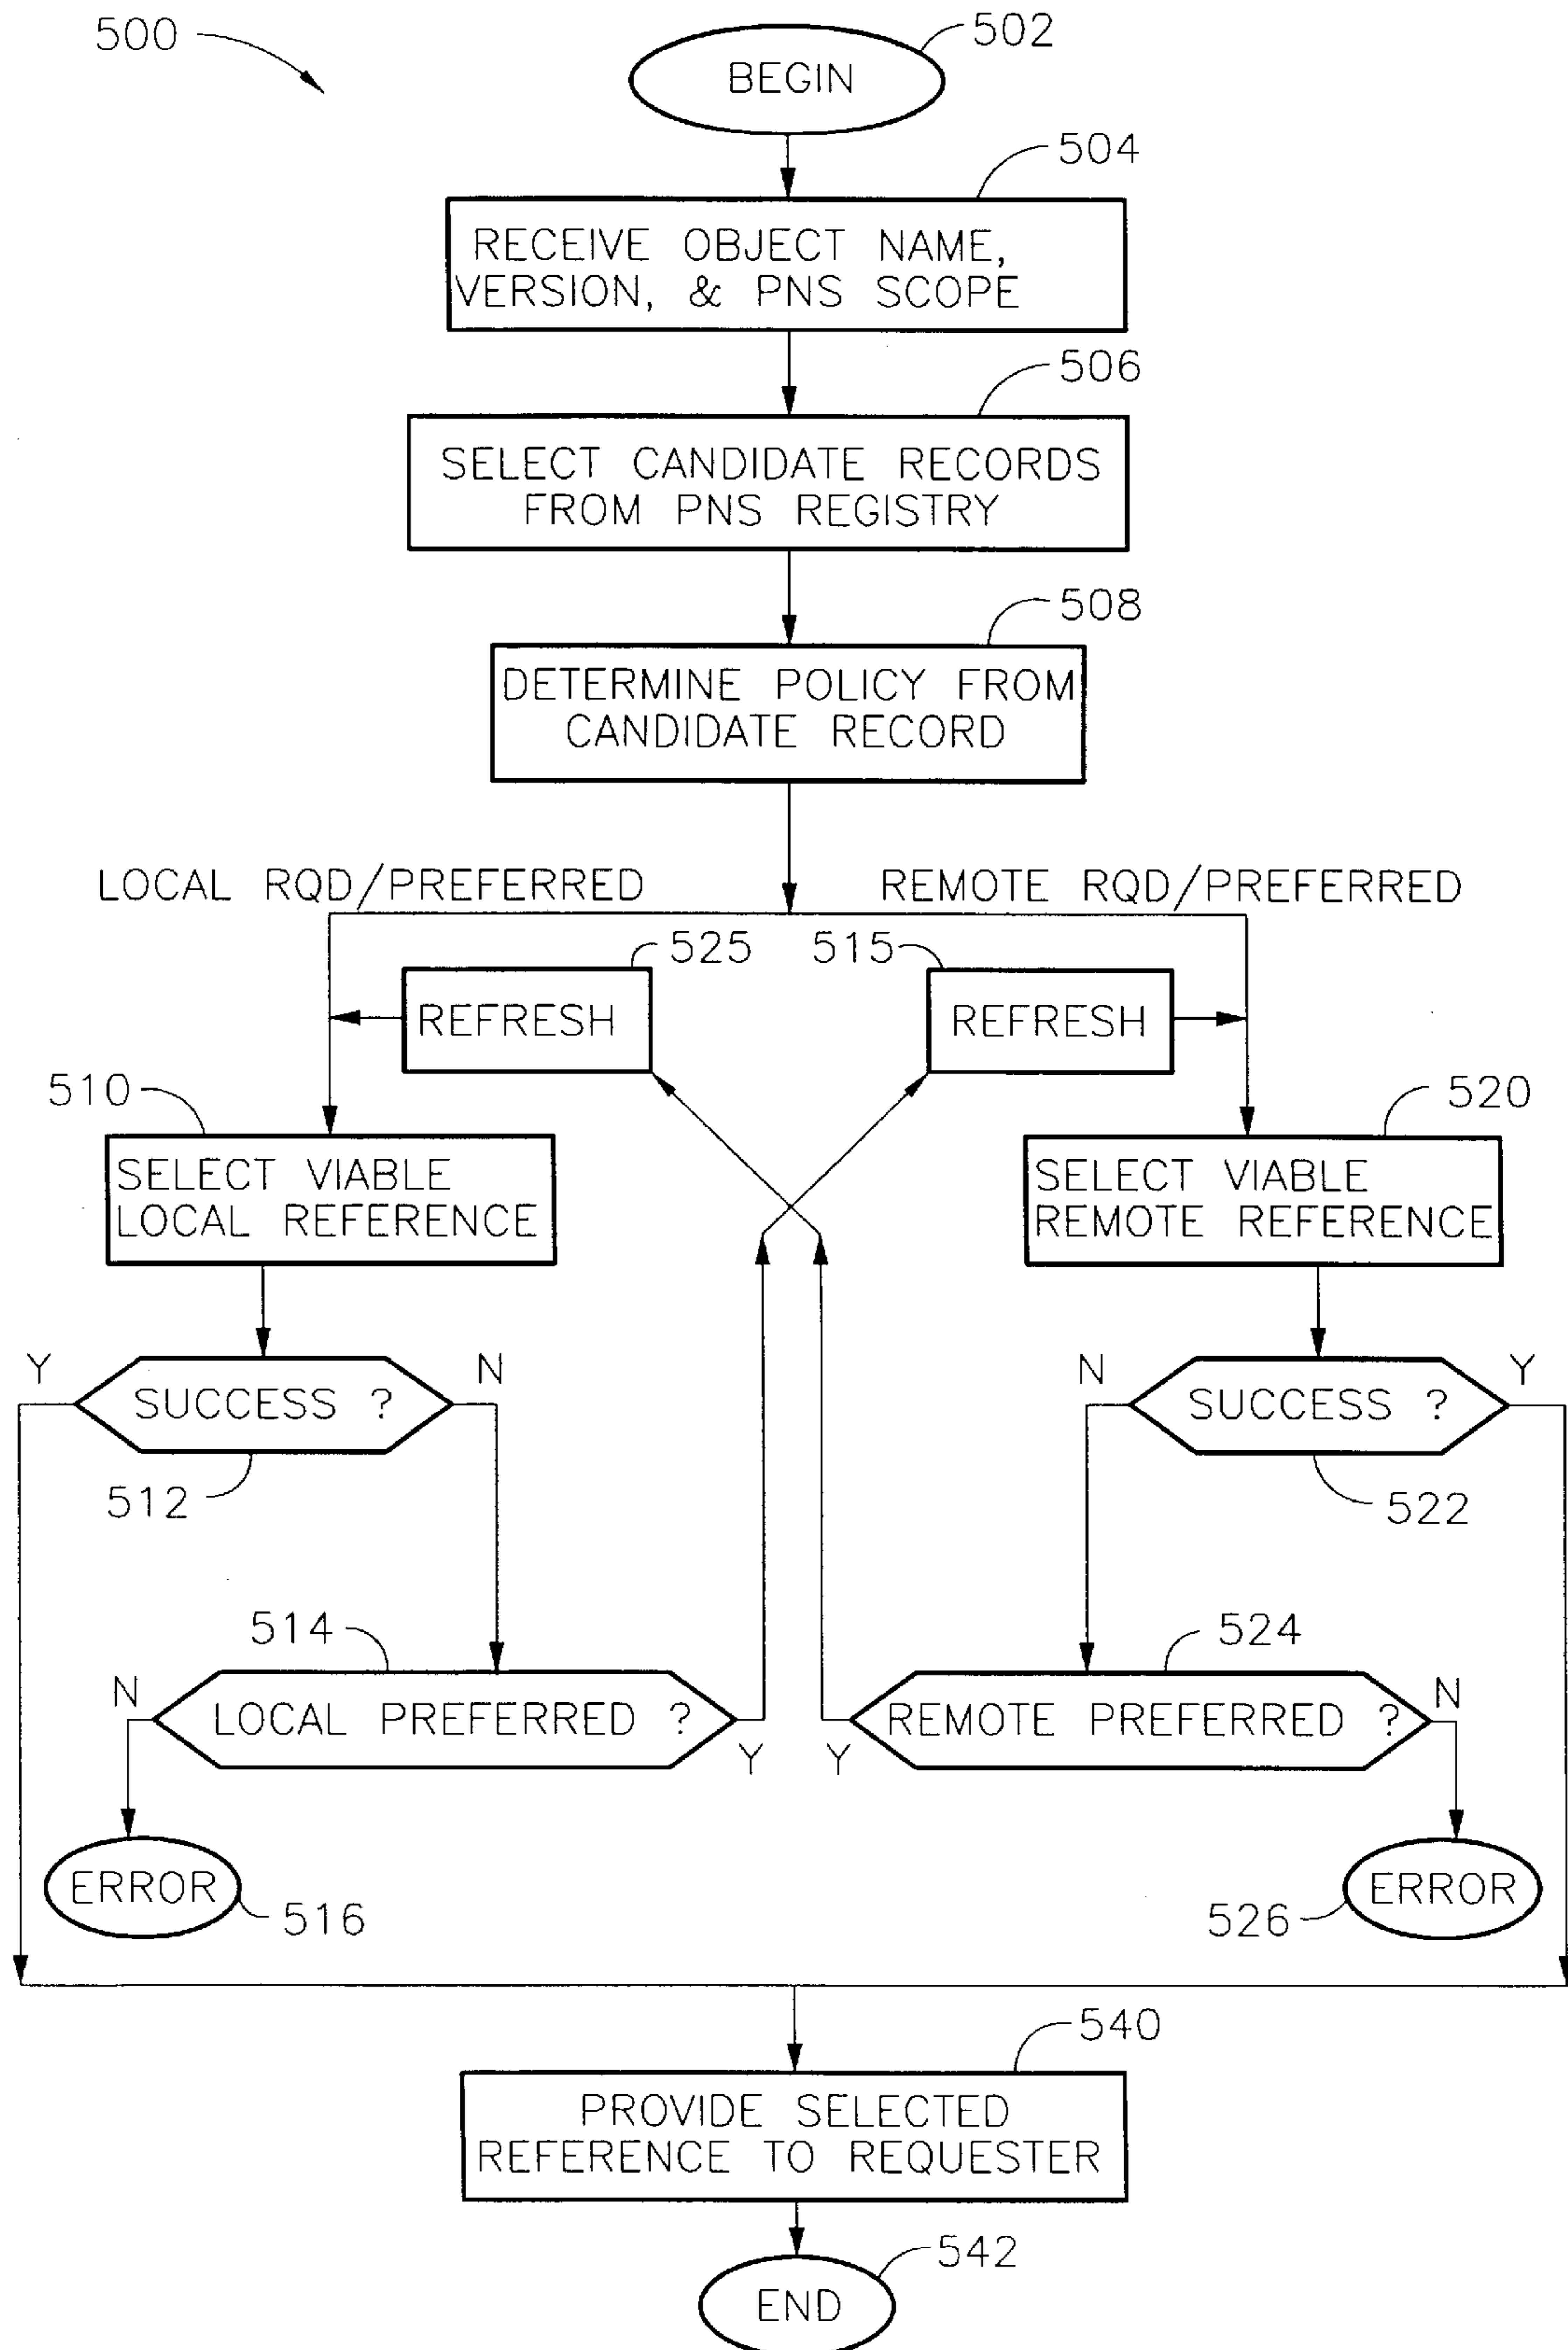 500
502
BEGIN
504
RECEIVE OBJECT NAME,
VERSION, & PNS SCOPE
506
SELECT CANDIDATE RECORDS
FROM PNS REGISTRY
508
DETERMINE POLICY FROM
CANDIDATE RECORD
LOCAL RQD/PREFERRED
REMOTE RQD/PREFERRED
525
515
REFRESH
REFRESH
510
520
SELECT VIABLE
LOCAL REFERENCE
SELECT VIABLE
REMOTE REFERENCE
Y
SUCCESS ?
N
N
SUCCESS ?
Y
512
522
514
524
N
LOCAL PREFERRED ?
Y
Y
REMOTE PREFERRED ?
N
ERROR
516
526
ERROR
540
PROVIDE SELECTED
REFERENCE TO REQUESTER
542
END